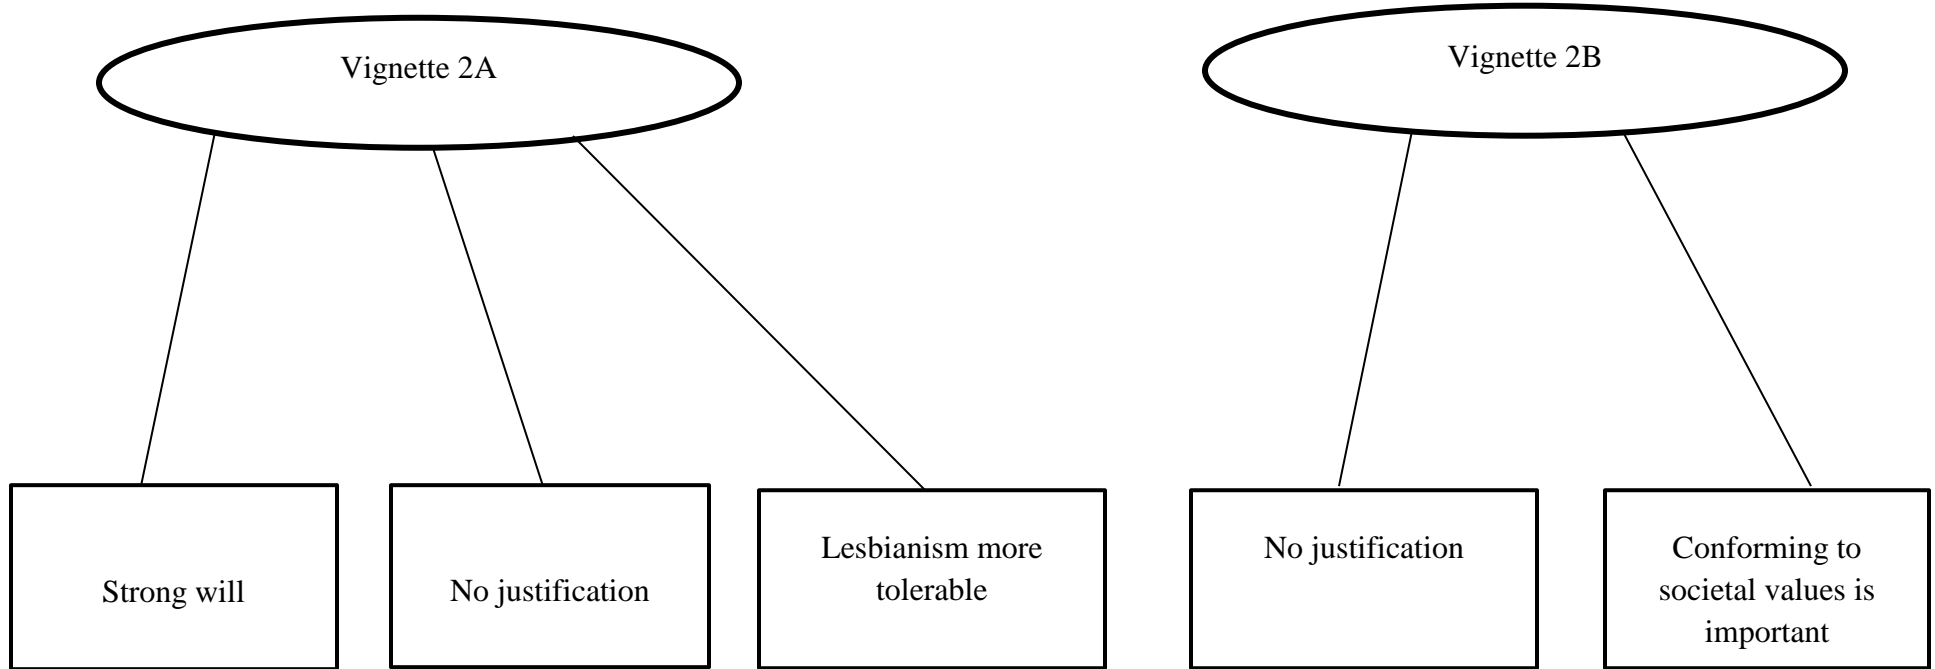 Vignette 2A
Vignette 2B
Strong will
No justification
Lesbianism more
tolerable
No justification
Conforming to
societal values is
important